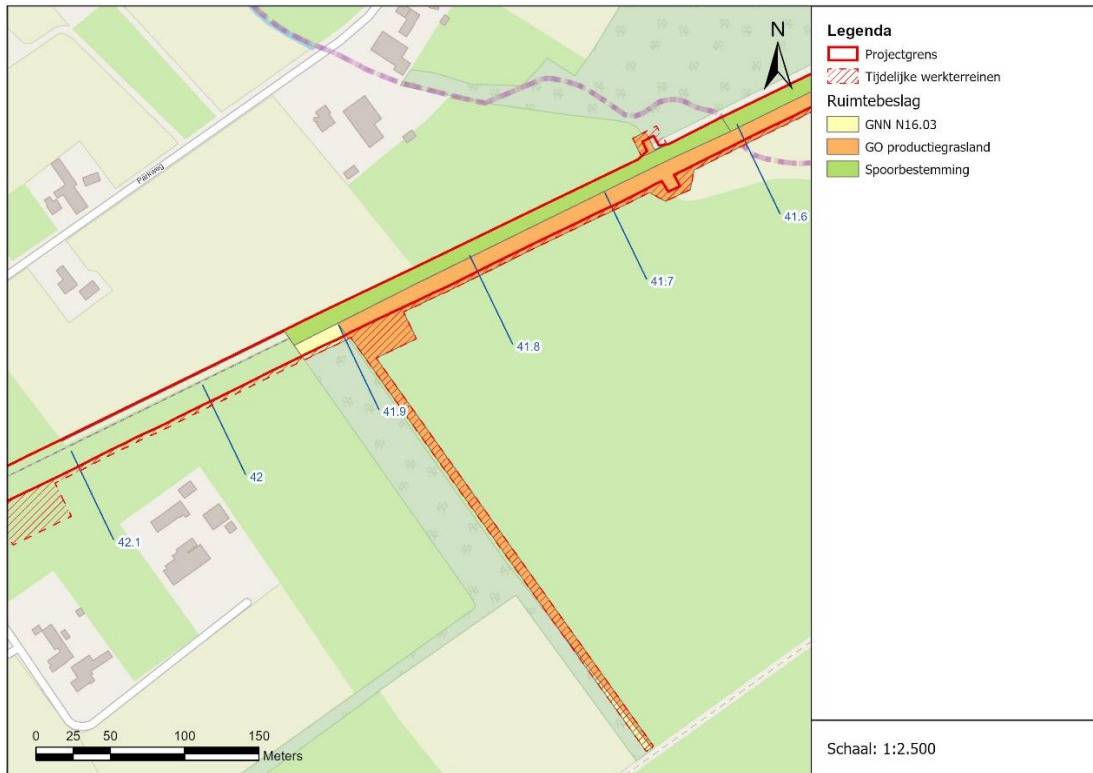 N
Parkweg
41.6
41.7
41.8
41.9
42
42.1
0 25 50 100 150
Meters
Legenda
Projectgrens
Tijdelijke werkterreinen
Ruimtebeslag
GNN N16.03
GO productiegrasland
Spoorbestemming
Schaal: 1:2.500